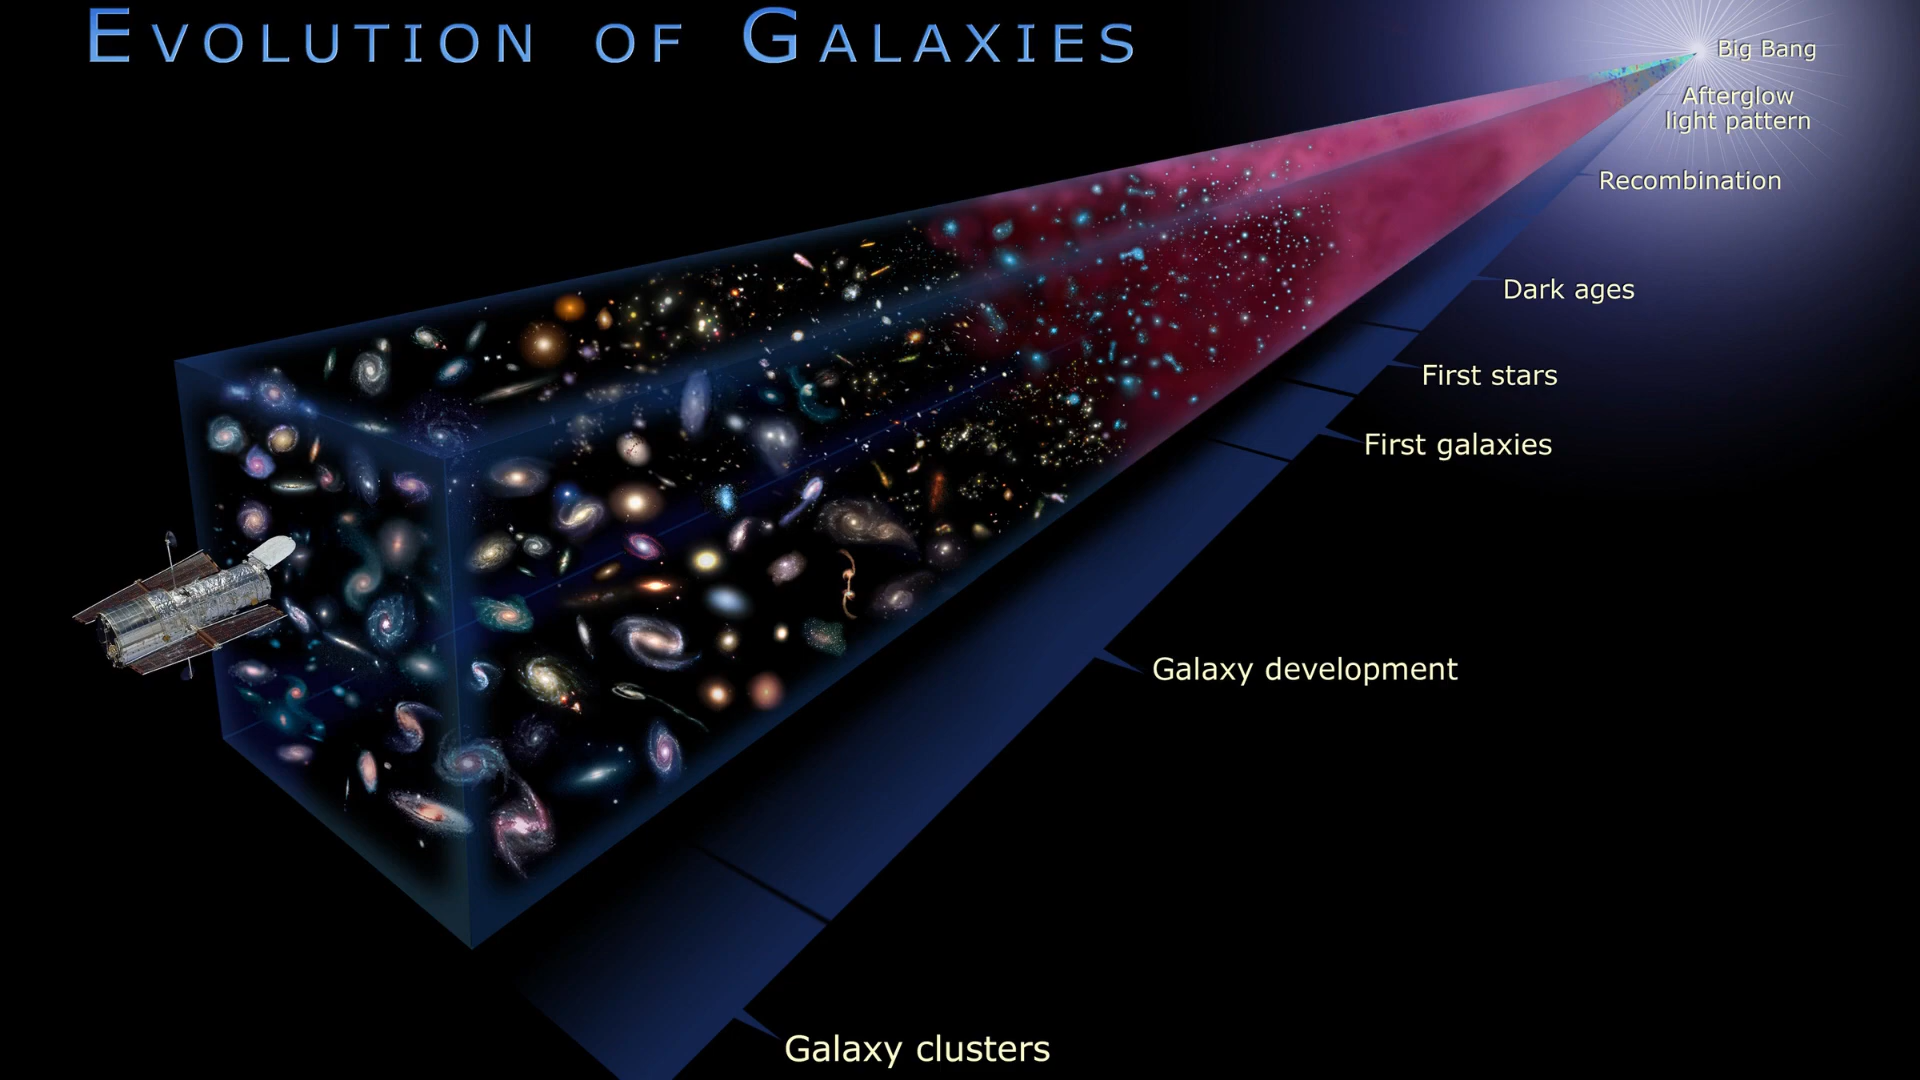 EVOLUTION OF GALAXIES
Big Bang
Afterglow
light pattern
Recombination
Dark ages
First stars
First galaxies
Galaxy development
Galaxy clusters